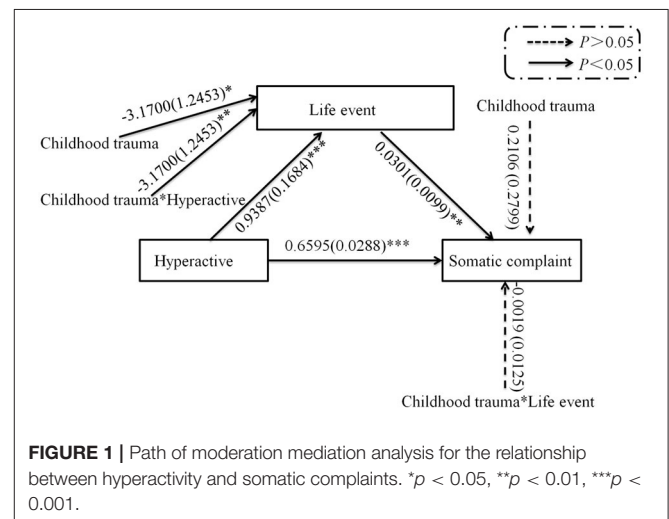 P>0.05
P<0.05
-3.1700(1.2453)*
Life event
Childhood trauma
Childhood trauma
-3.1700(1.2453)**
Childhood trauma*Hyperactive
0.9387(0.1684)***
0.0301(0.0099)**
0.2106 (0.2799)
Hyperactive
0.6595(0.0288)***
Somatic complaint
-0.0019 (0.0125)
Childhood trauma*Life event
FIGURE 1 | Path of moderation mediation analysis for the relationship
between hyperactivity and somatic complaints. *p < 0.05, **p < 0.01, ***p <
0.001.